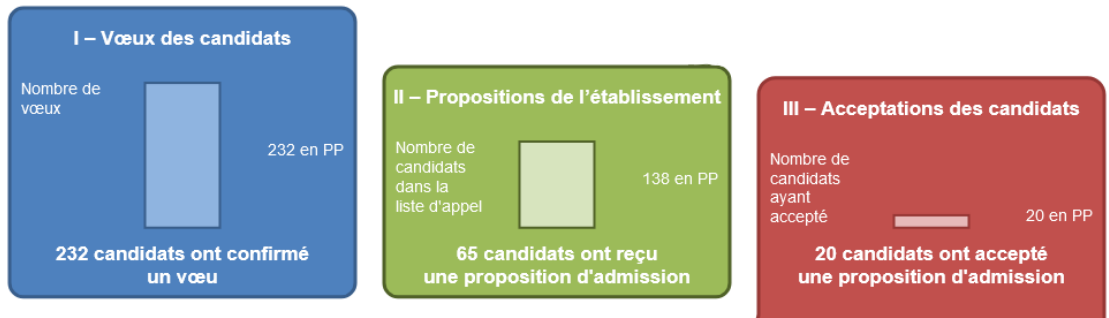 I – Vœux des candidats
Nombre de
vœux
232 en PP
232 candidats ont confirmé
un vœu
II – Propositions de l'établissement
Nombre de
candidats
dans la
liste d'appel
138 en PP
65 candidats ont reçu
une proposition d'admission
III – Acceptations des candidats
Nombre de
candidats
ayant
accepté
20 en PP
20 candidats ont accepté
une proposition d'admission